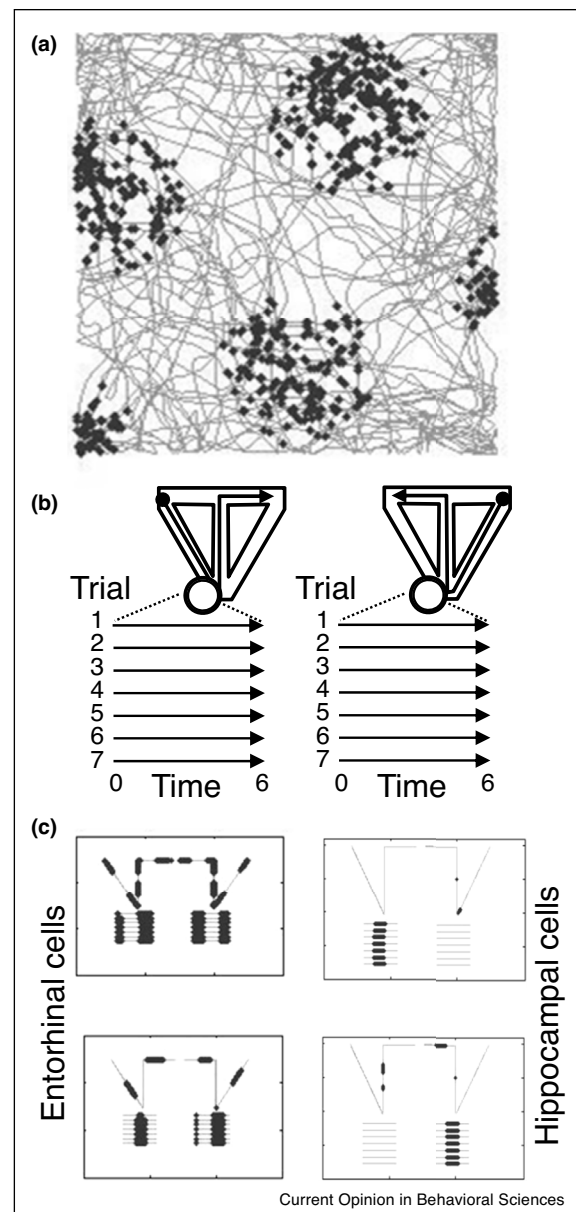 (a)
(b)
Trial
1
2
3
4
5
6
7
0 Time 6
Trial
1
2
3
4
5
6
7
0 Time 6
(c)
Entorhinal cells
Hippocampal cells
Current Opinion in Behavioral Sciences